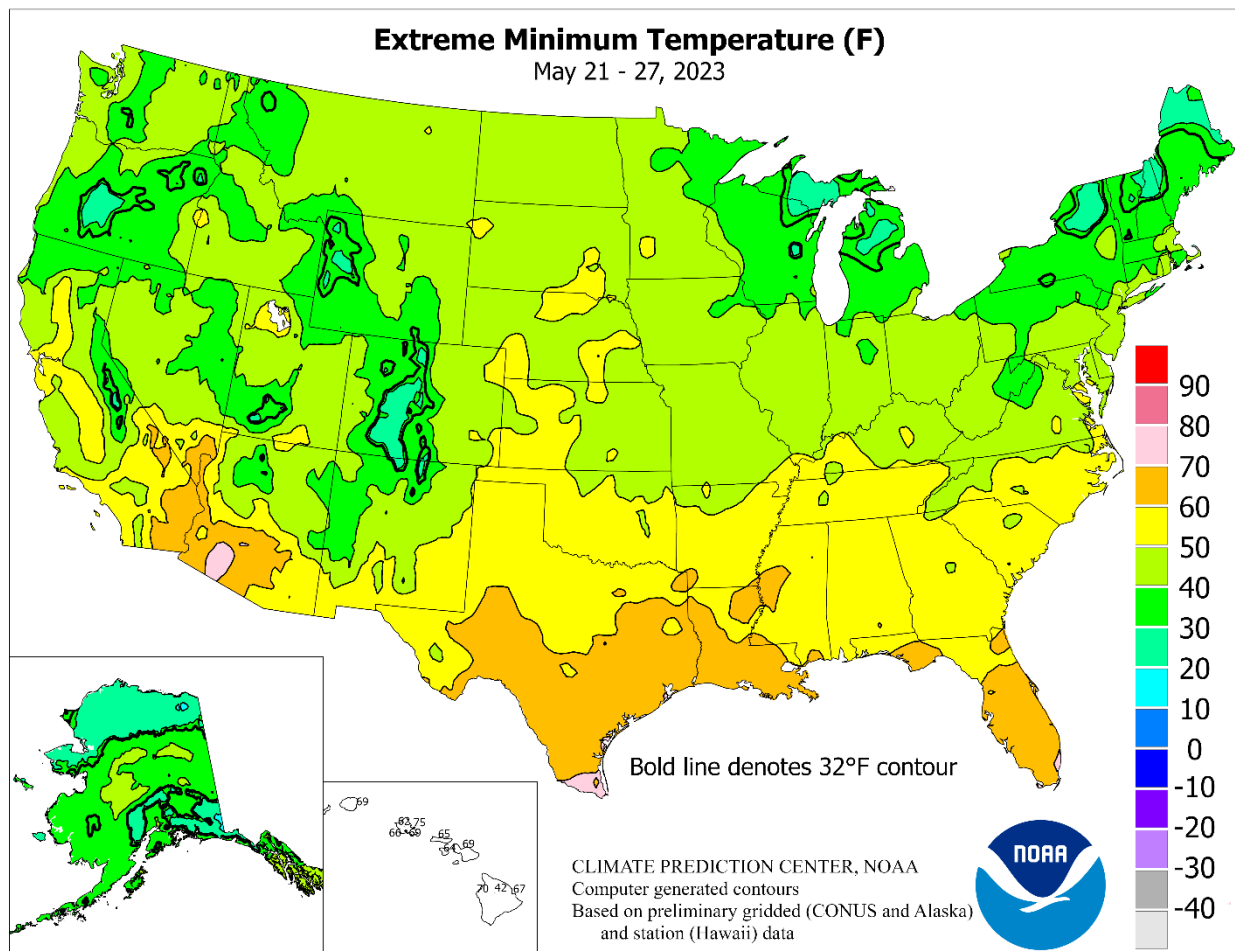 Extreme Minimum Temperature (F)
May 21 - 27, 2023
90
80
70
60
50
40
30
20
10
0
-10
-20
-30
-40
Bold line denotes 32°F contour
69
75
65
69
70
42
67
CLIMATE PREDICTION CENTER, NOAA
Computer generated contours
Based on preliminary gridded (CONUS and Alaska)
and station (Hawaii) data
NOAA